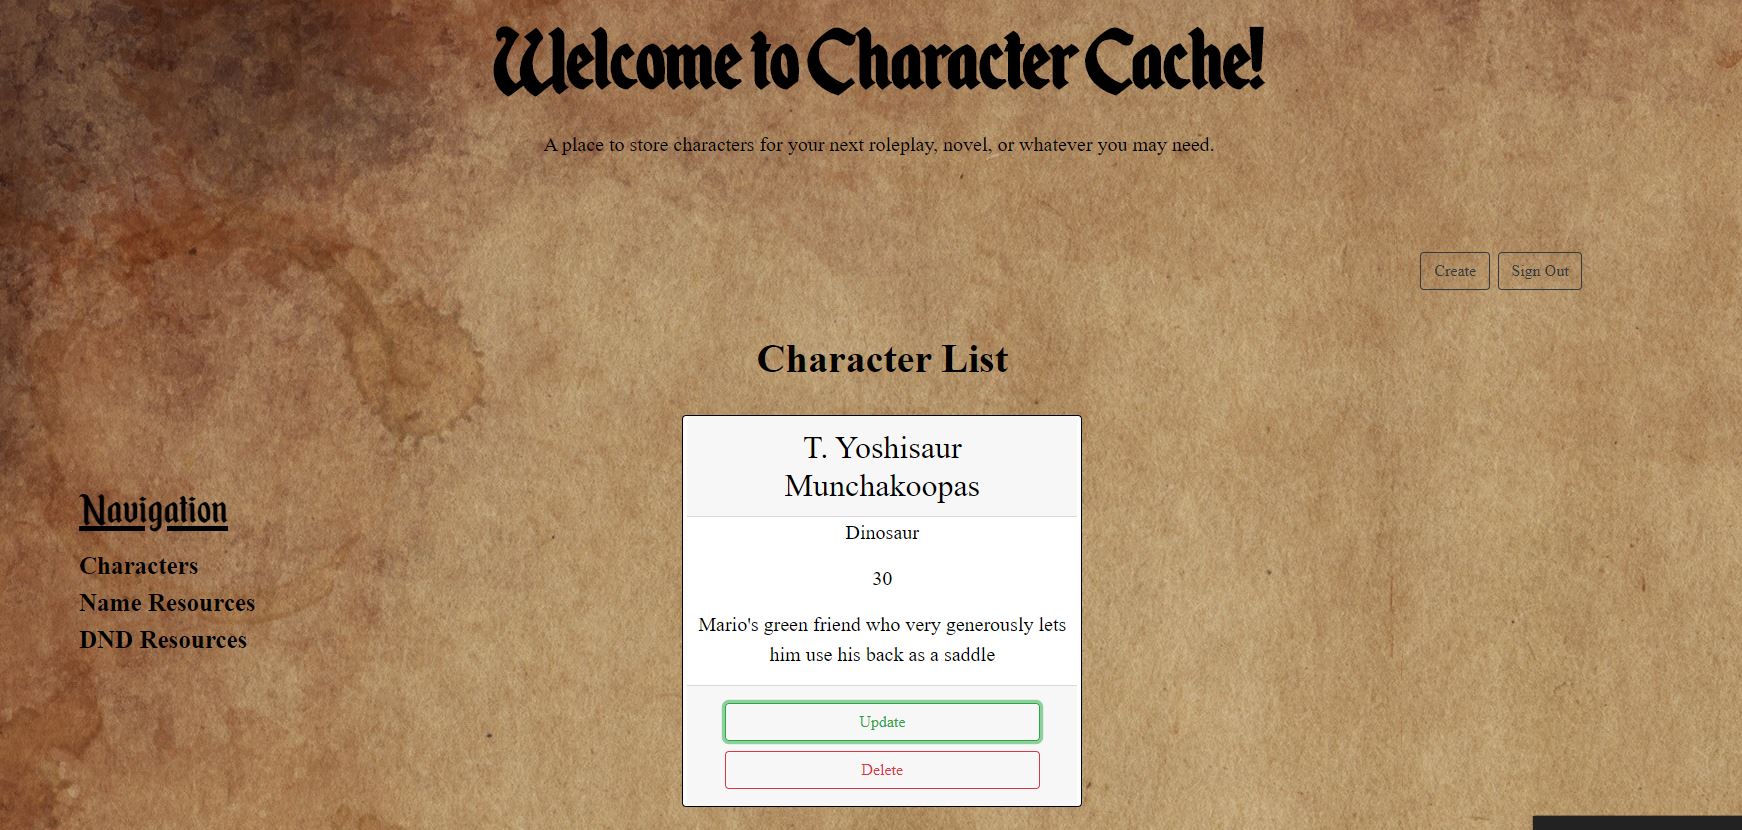 Welcome to Character Cache!
A place to store characters for your next roleplay, novel, or whatever you may need.
Create
Sign Out
Character List
T. Yoshisaur
Munchakoopas
Dinosaur
30
Mario's green friend who very generously lets
him use his back as a saddle
Update
Delete
Navigation
Characters
Name Resources
DND Resources